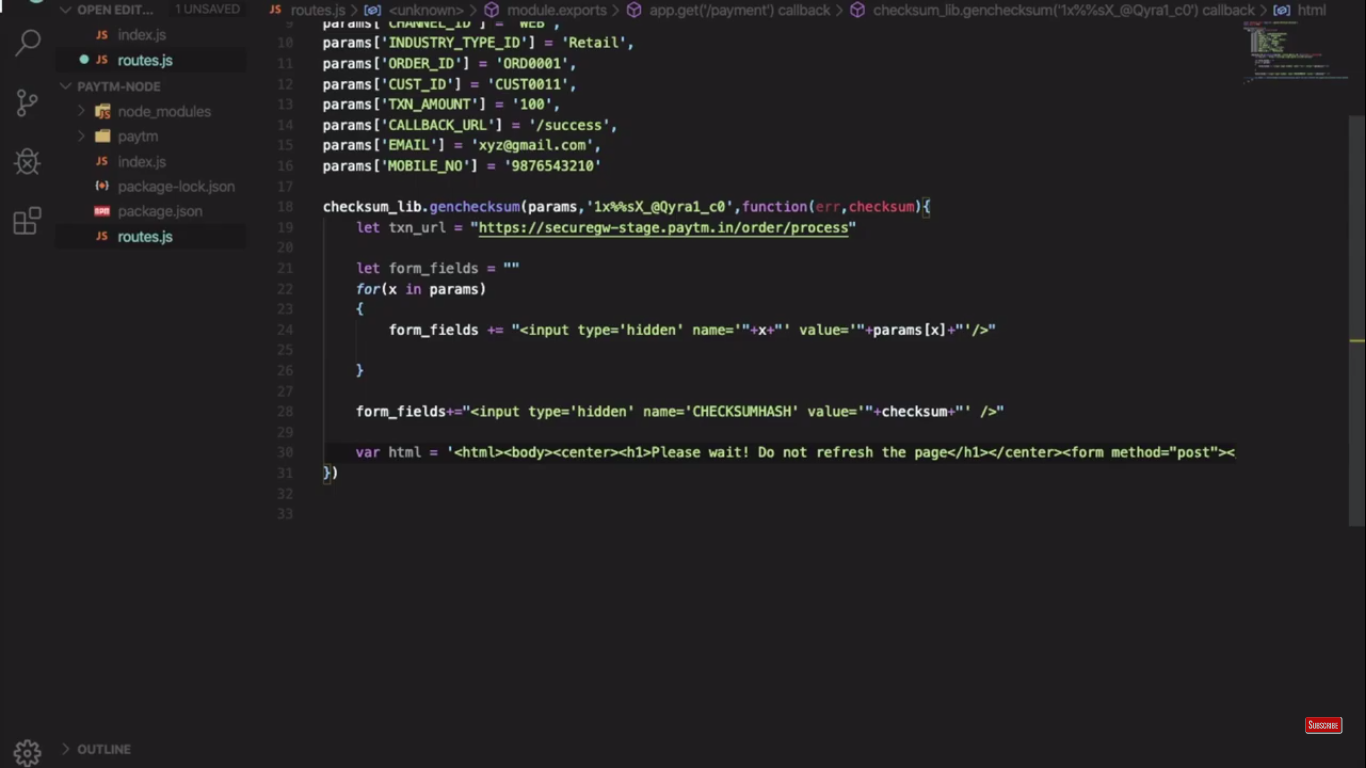 OPEN EDIT... 1 UNSAVED
JS index.js
JS routes.js
PAYTM-NODE
node_modules
paytm
JS index.js
package-lock.json
npm package.json
JS routes.js
OUTLINE
JS routes.js > <unknown> > module.exports > app.get('/payment') callback > checksum_lib.genchecksum('1x%%sX_@Qyra1_c0') callback > html
9 params['CHANNEL_ID'] = 'WEB',
10 params['INDUSTRY_TYPE_ID'] = 'Retail',
11 params['ORDER_ID'] = 'ORD0001',
12 params['CUST_ID'] = 'CUST0011',
13 params['TXN_AMOUNT'] = '100',
14 params['CALLBACK_URL'] = '/success',
15 params['EMAIL'] = 'xyz@gmail.com',
16 params['MOBILE_NO'] = '9876543210'
17
18 checksum_lib.genchecksum(params,'1x%%sX_@Qyra1_c0',function(err,checksum){
19 let txn_url = "https://securegw-stage.paytm.in/order/process"
20
21 let form_fields = ""
22 for(x in params)
23 {
24 form_fields += "<input type='hidden' name='"+x+"' value='"+params[x]+"'/>"
25
26 }
27
28 form_fields+="<input type='hidden' name='CHECKSUMHASH' value='"+checksum+"' />"
29
30 var html = '<html><body><center><h1>Please wait! Do not refresh the page</h1></center><form method="post"><
31 })
32
33
SUBSCRIBE